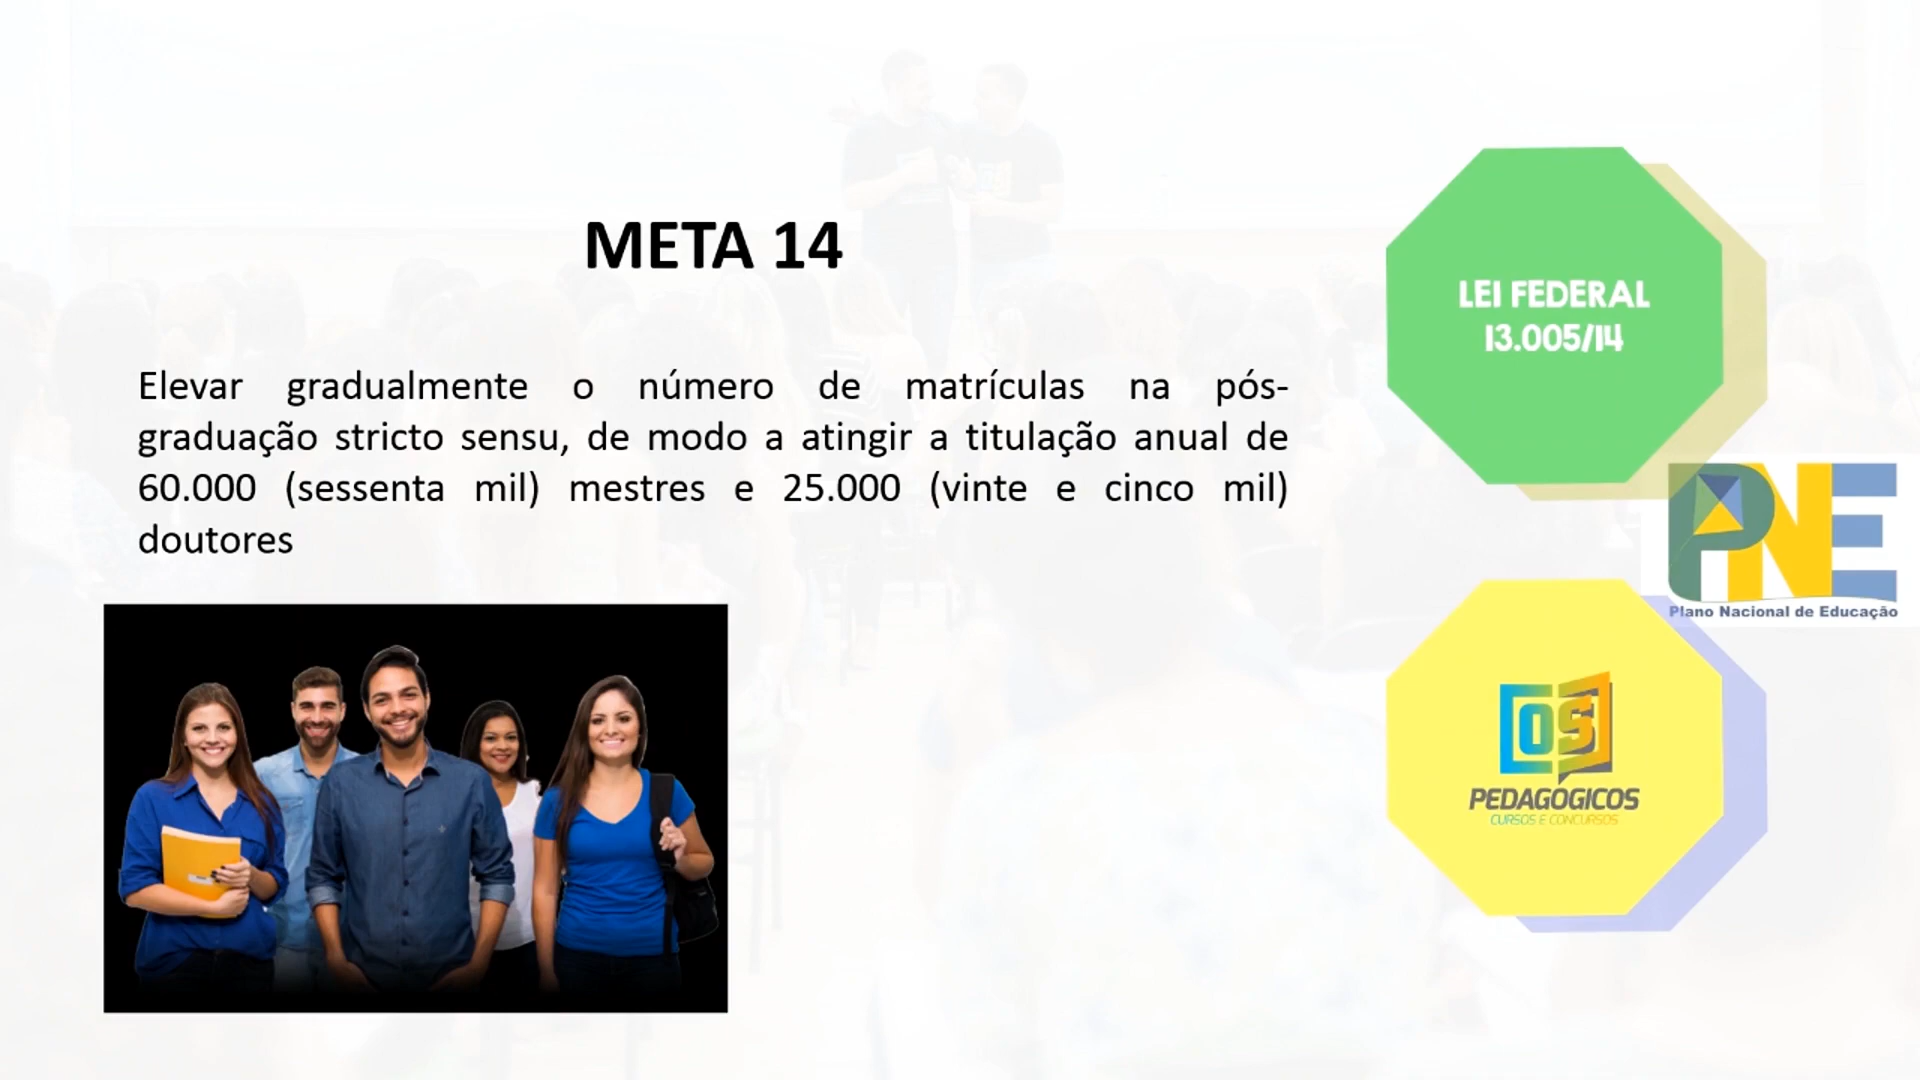 META 14
Elevar gradualmente o número de matrículas na pós-
graduação stricto sensu, de modo a atingir a titulação anual de
60.000 (sessenta mil) mestres e 25.000 (vinte e cinco mil)
doutores
LEI FEDERAL
13.005/14
PNE
Plano Nacional de Educação
OS
PEDAGÓGICOS
CURSOS E CONCURSOS